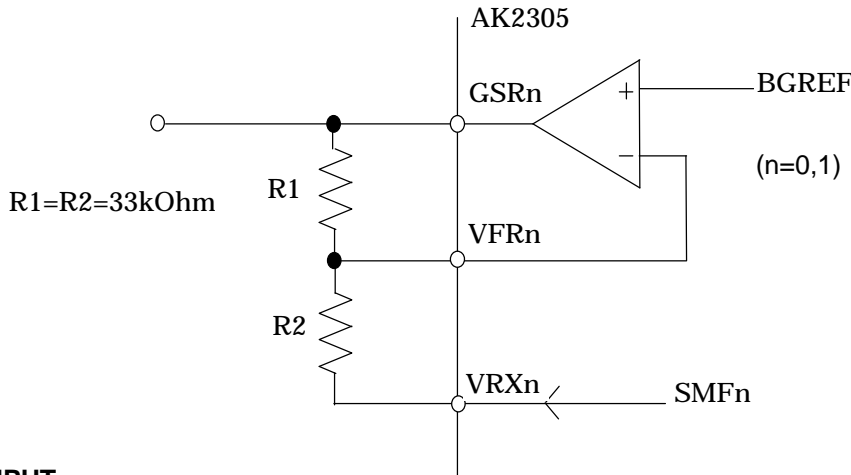 AK2305
GSRn
+
BGREF
−
(n=0,1)
R1
R1=R2=33kOhm
VFRn
R2
VRXn
SMFn